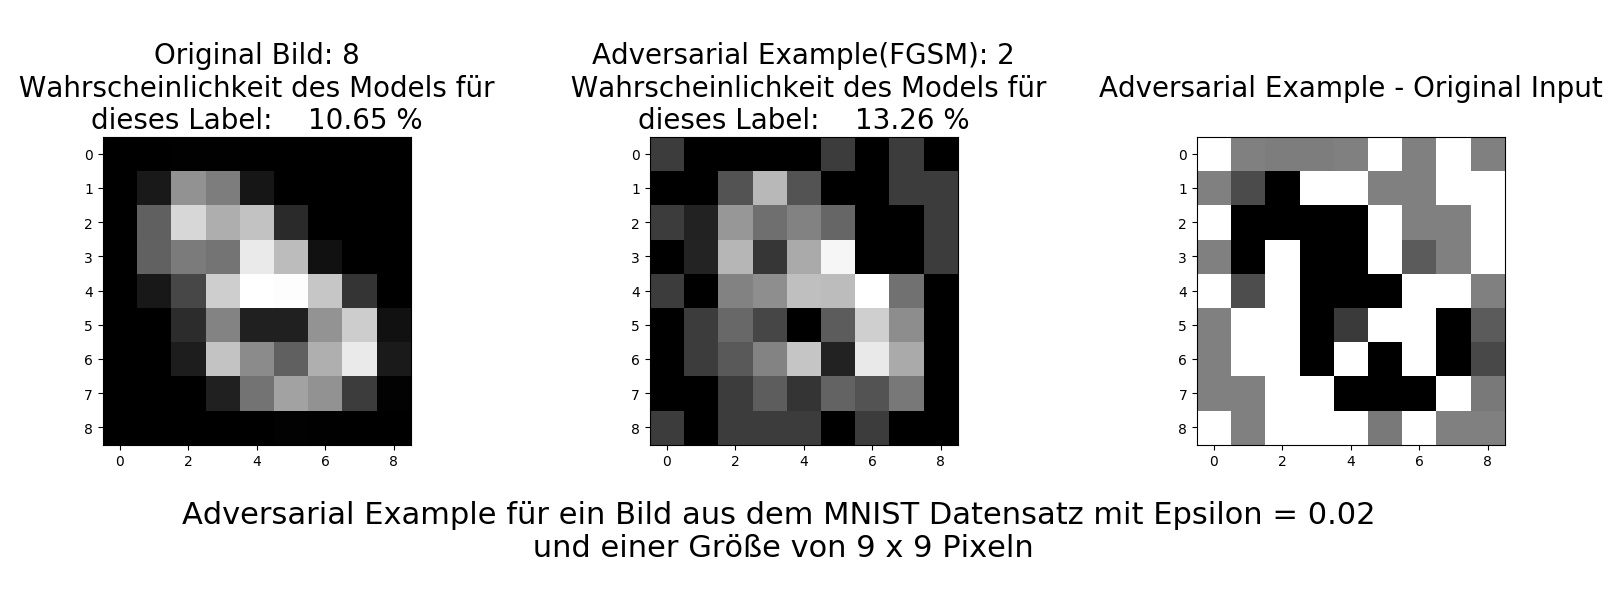 Original Bild: 8
Wahrscheinlichkeit des Models für
dieses Label: 10.65 %
0
1
2
3
4
5
6
7
8
0 2 4 6 8
Adversarial Example(FGSM): 2
Wahrscheinlichkeit des Models für
dieses Label: 13.26 %
0
1
2
3
4
5
6
7
8
0 2 4 6 8
Adversarial Example - Original Input
0
1
2
3
4
5
6
7
8
0 2 4 6 8
Adversarial Example für ein Bild aus dem MNIST Datensatz mit Epsilon = 0.02
und einer Größe von 9 x 9 Pixeln